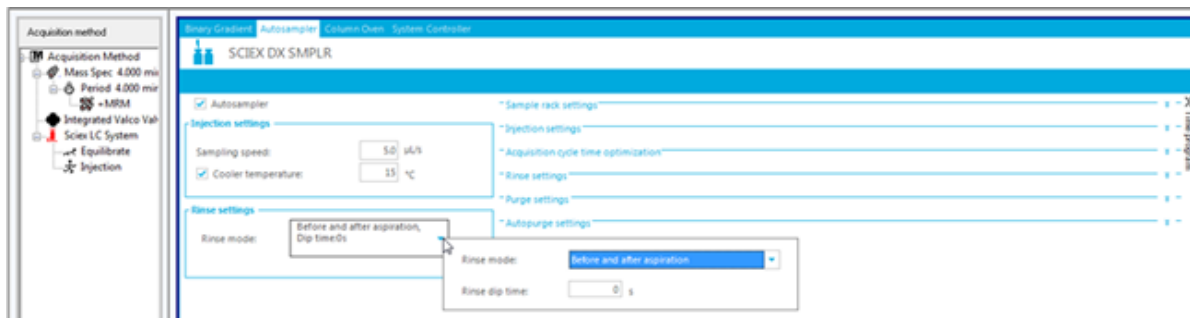 Acquisition method
Acquisition Method
Mass Spec 4.000 min
Period 4.000 min
+MRM
Integrated Valco Val
Sciex LC System
Equilibrate
Injection
Binary Gradient Autosampler Column Oven System Controller
SCIEX DX SMPLR
Autosampler
Injection settings
Sampling speed: 5.0 µL/s
Cooler temperature: 15 °C
Rinse settings
Rinse mode: Before and after aspiration,
Dip time:0s
Sample rack settings
Injection settings
Acquisition cycle time optimization
Rinse settings
Purge settings
Autopurge settings
Time program
Rinse mode: Before and after aspiration
Rinse dip time: 0 s